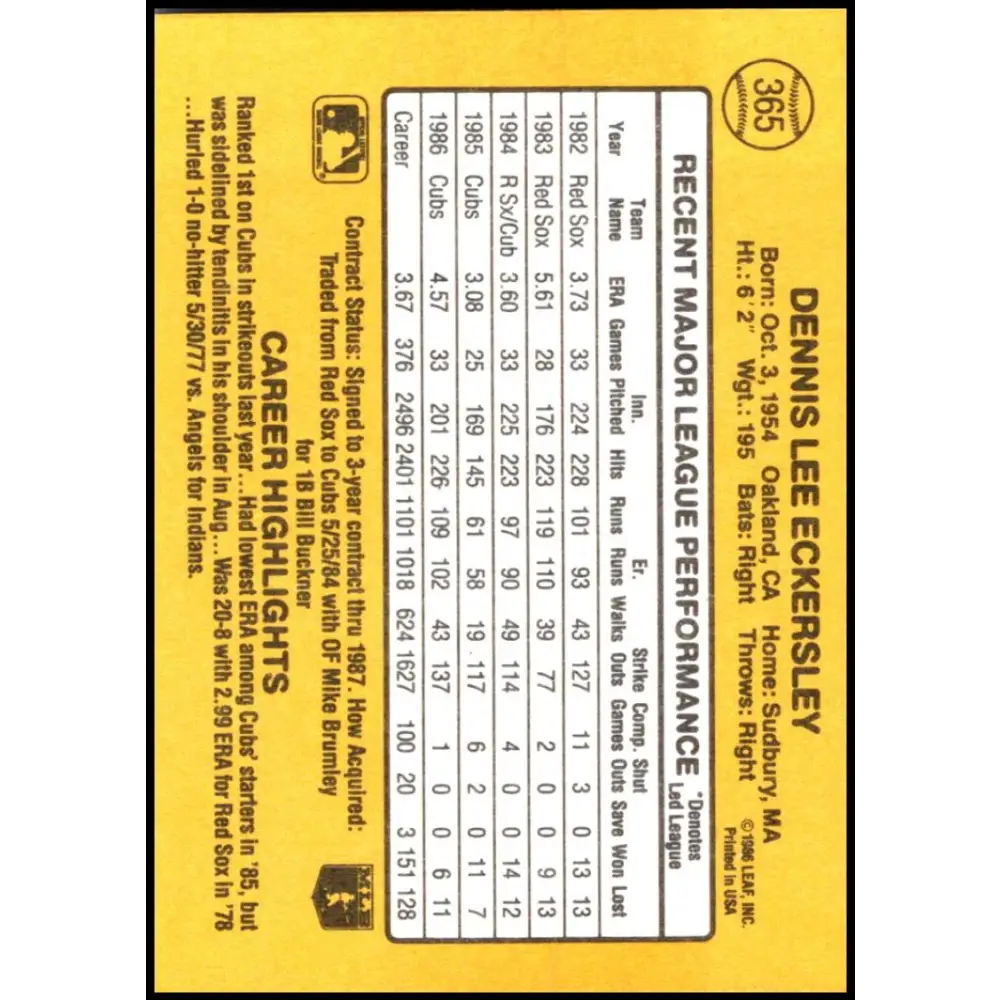 365
DENNIS LEE ECKERSLEY
Born: Oct. 3, 1954 Oakland, CA Home: Sudbury, MA
Ht.: 6'2" Wgt.: 195 Bats: Right Throws: Right
©1986 LEAF, INC.
Printed in USA
RECENT MAJOR LEAGUE PERFORMANCE *Denotes
Led League
Team Inn. Er. Strike Comp. Shut
Year Name ERA Games Pitched Hits Runs Runs Walks Outs Games Outs Save Won Lost
1982 Red Sox 3.73 33 224 228 101 93 43 127 11 3 0 13 13
1983 Red Sox 5.61 28 176 223 119 110 39 77 2 0 0 9 13
1984 R Sx/Cub 3.60 33 225 223 97 90 49 114 4 0 0 14 12
1985 Cubs 3.08 25 169 145 61 58 19 117 6 2 0 11 7
1986 Cubs 4.57 33 201 226 109 102 43 137 1 0 0 6 11
Career 3.67 376 2496 2401 1101 1018 624 1627 100 20 3 151 128
Contract Status: Signed to 3-year contract thru 1987. How Acquired:
Traded from Red Sox to Cubs 5/25/84 with OF Mike Brumley
for 1B Bill Buckner
MLB
CAREER HIGHLIGHTS
Ranked 1st on Cubs in strikeouts last year...Had lowest ERA among Cubs' starters in '85, but
was sidelined by tendinitis in his shoulder in Aug...Was 20-8 with 2.99 ERA for Red Sox in '78
...Hurled 1-0 no-hitter 5/30/77 vs. Angels for Indians.